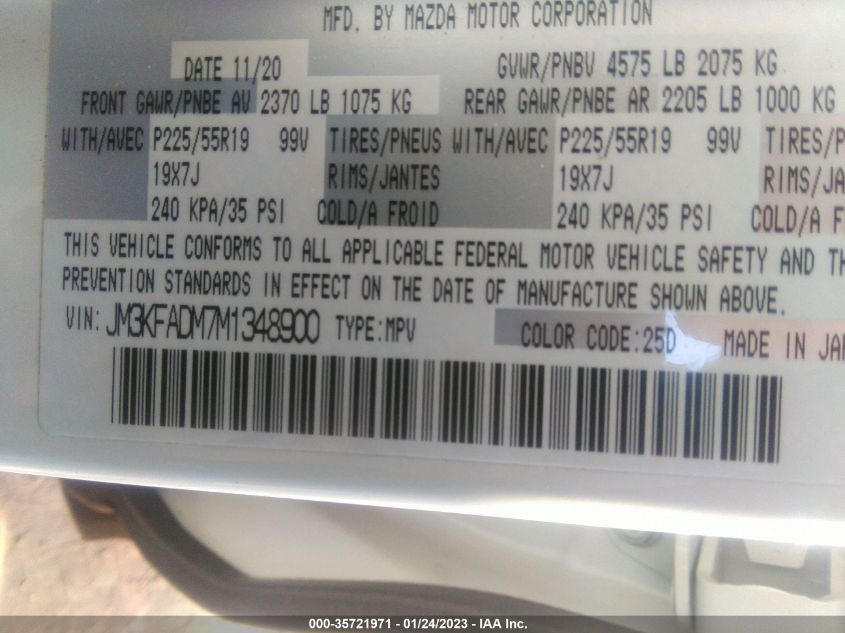 MFD. BY MAZDA MOTOR CORPORATION
DATE 11/20 GVWR/PNBV 4575 LB 2075 KG
FRONT GAWR/PNBE AV 2370 LB 1075 KG REAR GAWR/PNBE AR 2205 LB 1000 KG
WITH/AVEC P225/55R19 99V TIRES/PNEUS WITH/AVEC P225/55R19 99V TIRES/P
19X7J RIMS/JANTES 19X7J RIMS/JA
240 KPA/35 PSI COLD/A FROID 240 KPA/35 PSI COLD/A F
THIS VEHICLE CONFORMS TO ALL APPLICABLE FEDERAL MOTOR VEHICLE SAFETY AND TH
PREVENTION STANDARDS IN EFFECT ON THE DATE OF MANUFACTURE SHOWN ABOVE.
VIN: JM3KFADM7M1348900 TYPE:MPV COLOR CODE:25D MADE IN JAP
000-35721971 - 01/24/2023 - IAA Inc.